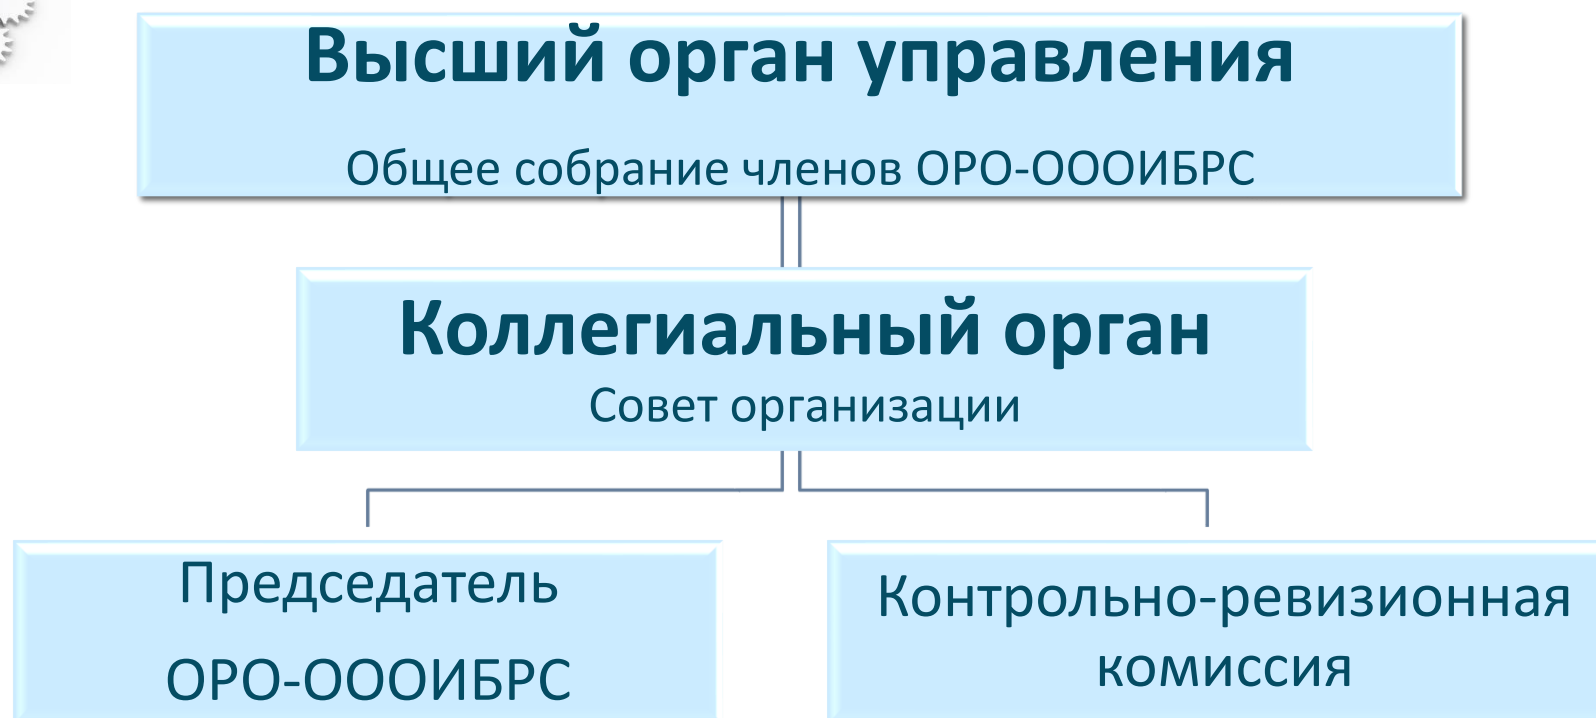 Высший орган управления
Общее собрание членов ОРО-ОООИБРС
Коллегиальный орган
Совет организации
Председатель
ОРО-ОООИБРС
Контрольно-ревизионная
комиссия